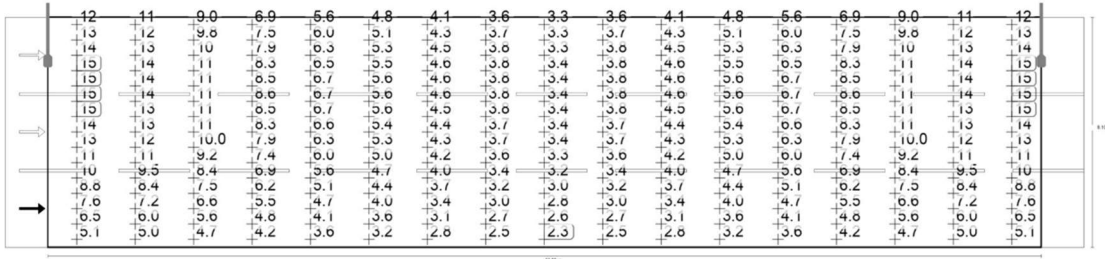 12 11 9.0 6.9 5.6 4.8 4.1 3.6 3.3 3.6 4.1 4.8 5.6 6.9 9.0 11 12
13 12 9.8 7.5 6.0 5.1 4.3 3.7 3.3 3.7 4.3 5.1 6.0 7.5 9.8 12 13
14 13 10 7.9 6.3 5.3 4.5 3.8 3.3 3.8 4.5 5.3 6.3 7.9 10 13 14
15 14 11 8.3 6.5 5.5 4.6 3.8 3.4 3.8 4.6 5.5 6.5 8.3 11 14 15
15 14 11 8.5 6.7 5.6 4.6 3.8 3.4 3.8 4.6 5.6 6.7 8.5 11 14 15
15 14 11 8.6 6.7 5.6 4.6 3.8 3.4 3.8 4.6 5.6 6.7 8.6 11 14 15
15 13 11 8.5 6.7 5.6 4.5 3.8 3.4 3.8 4.5 5.6 6.7 8.5 11 13 15
14 13 11 8.3 6.6 5.4 4.4 3.7 3.4 3.7 4.4 5.4 6.6 8.3 11 13 14
13 12 10.0 7.9 6.3 5.3 4.3 3.7 3.4 3.7 4.3 5.3 6.3 7.9 10.0 12 13
11 11 9.2 7.4 6.0 5.0 4.2 3.6 3.3 3.6 4.2 5.0 6.0 7.4 9.2 11 11
10 9.5 8.4 6.9 5.6 4.7 4.0 3.4 3.2 3.4 4.0 4.7 5.6 6.9 8.4 9.5 10
8.8 8.4 7.5 6.2 5.1 4.4 3.7 3.2 3.0 3.2 3.7 4.4 5.1 6.2 7.5 8.4 8.8
7.6 7.2 6.6 5.5 4.7 4.0 3.4 3.0 2.8 3.0 3.4 4.0 4.7 5.5 6.6 7.2 7.6
6.5 6.0 5.6 4.8 4.1 3.6 3.1 2.7 2.6 2.7 3.1 3.6 4.1 4.8 5.6 6.0 6.5
5.1 5.0 4.7 4.2 3.6 3.2 2.8 2.5 2.3 2.5 2.8 3.2 3.6 4.2 4.7 5.0 5.1